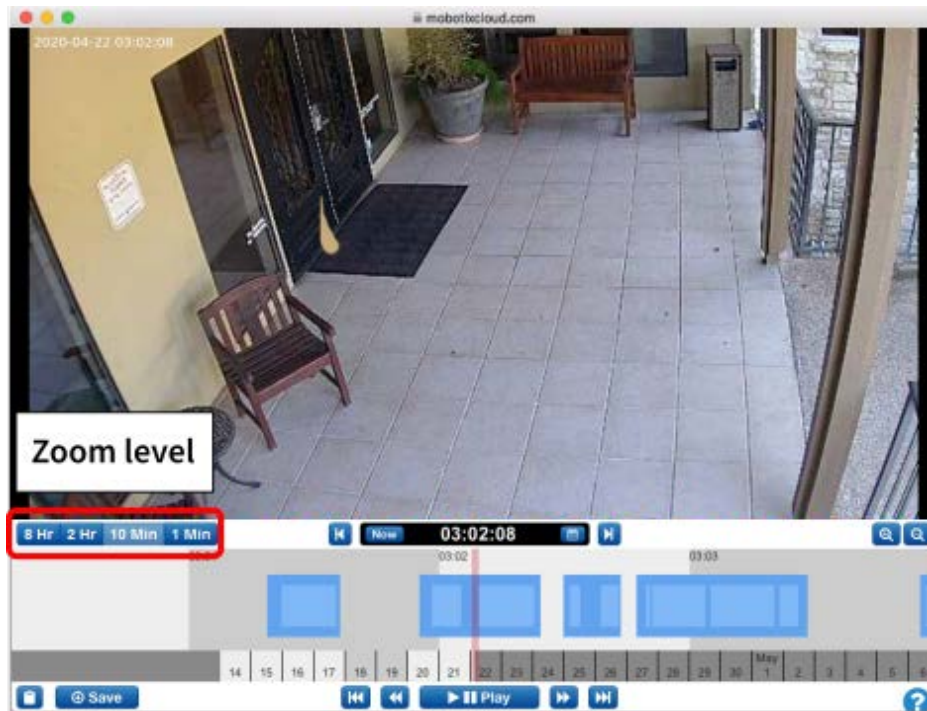 mobotixcloud.com
2020-04-22 03:02:08
Zoom level
8 Hr 2 Hr 10 Min 1 Min
Now 03:02:08
03:02 03:03
May
14 15 16 17 18 19 20 21 22 23 24 25 26 27 28 29 30 1 2 3 4 5 6
Save Play ?